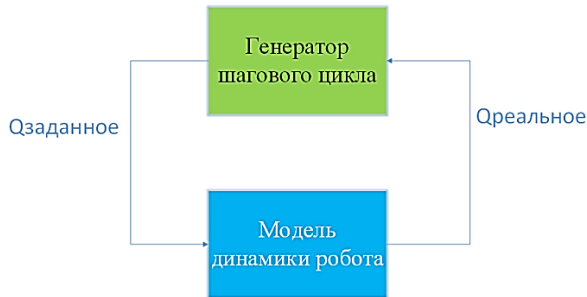 Генератор
шагового цикла
Qзаданное
Qреальное
Модель
динамики робота